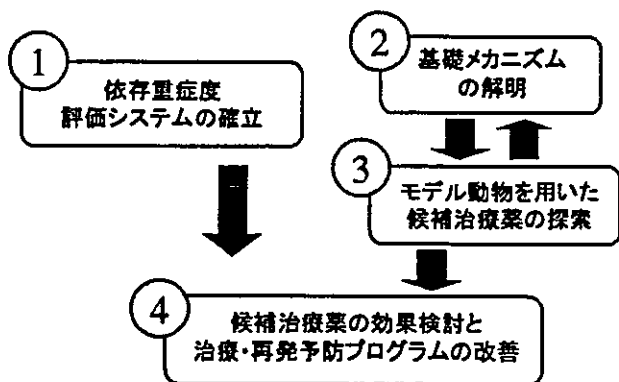 1
依存重症度
評価システムの確立
2
基礎メカニズム
の解明
3
モデル動物を用いた
候補治療薬の探索
4
候補治療薬の効果検討と
治療・再発予防プログラムの改善